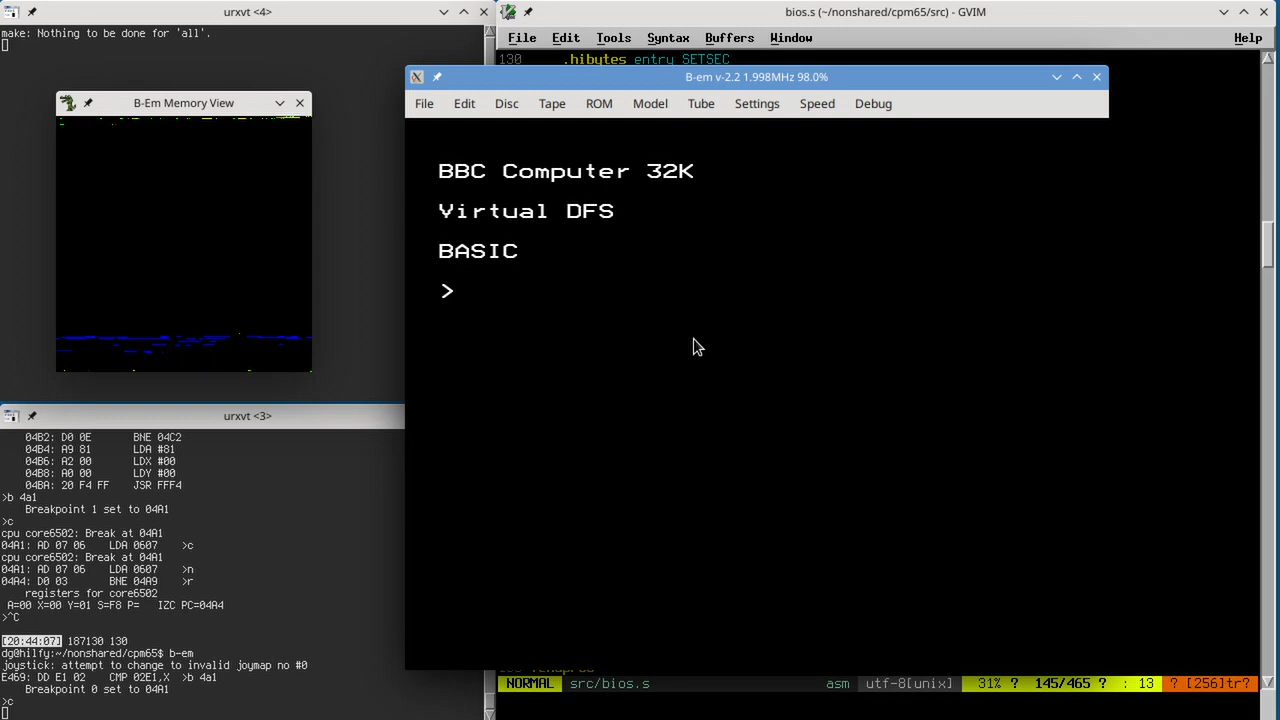 urxvt <4>
make: Nothing to be done for 'all'.
B-Em Memory View
bios.s (~/nonshared/cpm65/src) - GVIM
File Edit Tools Syntax Buffers Window Help
130 .hibytes entry SETSEC
B-em v-2.2 1.998MHz 98.0%
File Edit Disc Tape ROM Model Tube Settings Speed Debug
BBC Computer 32K
Virtual DFS
BASIC
>
urxvt <3>
04B2: D0 0E BNE 04C2
04B4: A9 81 LDA #81
04B6: A2 00 LDX #00
04B8: A0 00 LDY #00
04BA: 20 F4 FF JSR FFF4
>b 4a1
Breakpoint 1 set to 04A1
>c
cpu core6502: Break at 04A1
04A1: AD 07 06 LDA 0607 >c
cpu core6502: Break at 04A1
04A1: AD 07 06 LDA 0607 >n
04A4: D0 03 BNE 04A9 >r
registers for core6502
A=00 X=00 Y=01 S=F8 P= IZC PC=04A4
>^C
[20:44:07] 187130 130
dg@hilfy:~/nonshared/cpm65$ b-em
joystick: attempt to change to invalid joymap no #0
E469: DD E1 02 CMP 02E1,X >b 4a1
Breakpoint 0 set to 04A1
>c
NORMAL src/bios.s asm utf-8[unix] 31% ? 145/465 ? : 13 ? [256]tr?